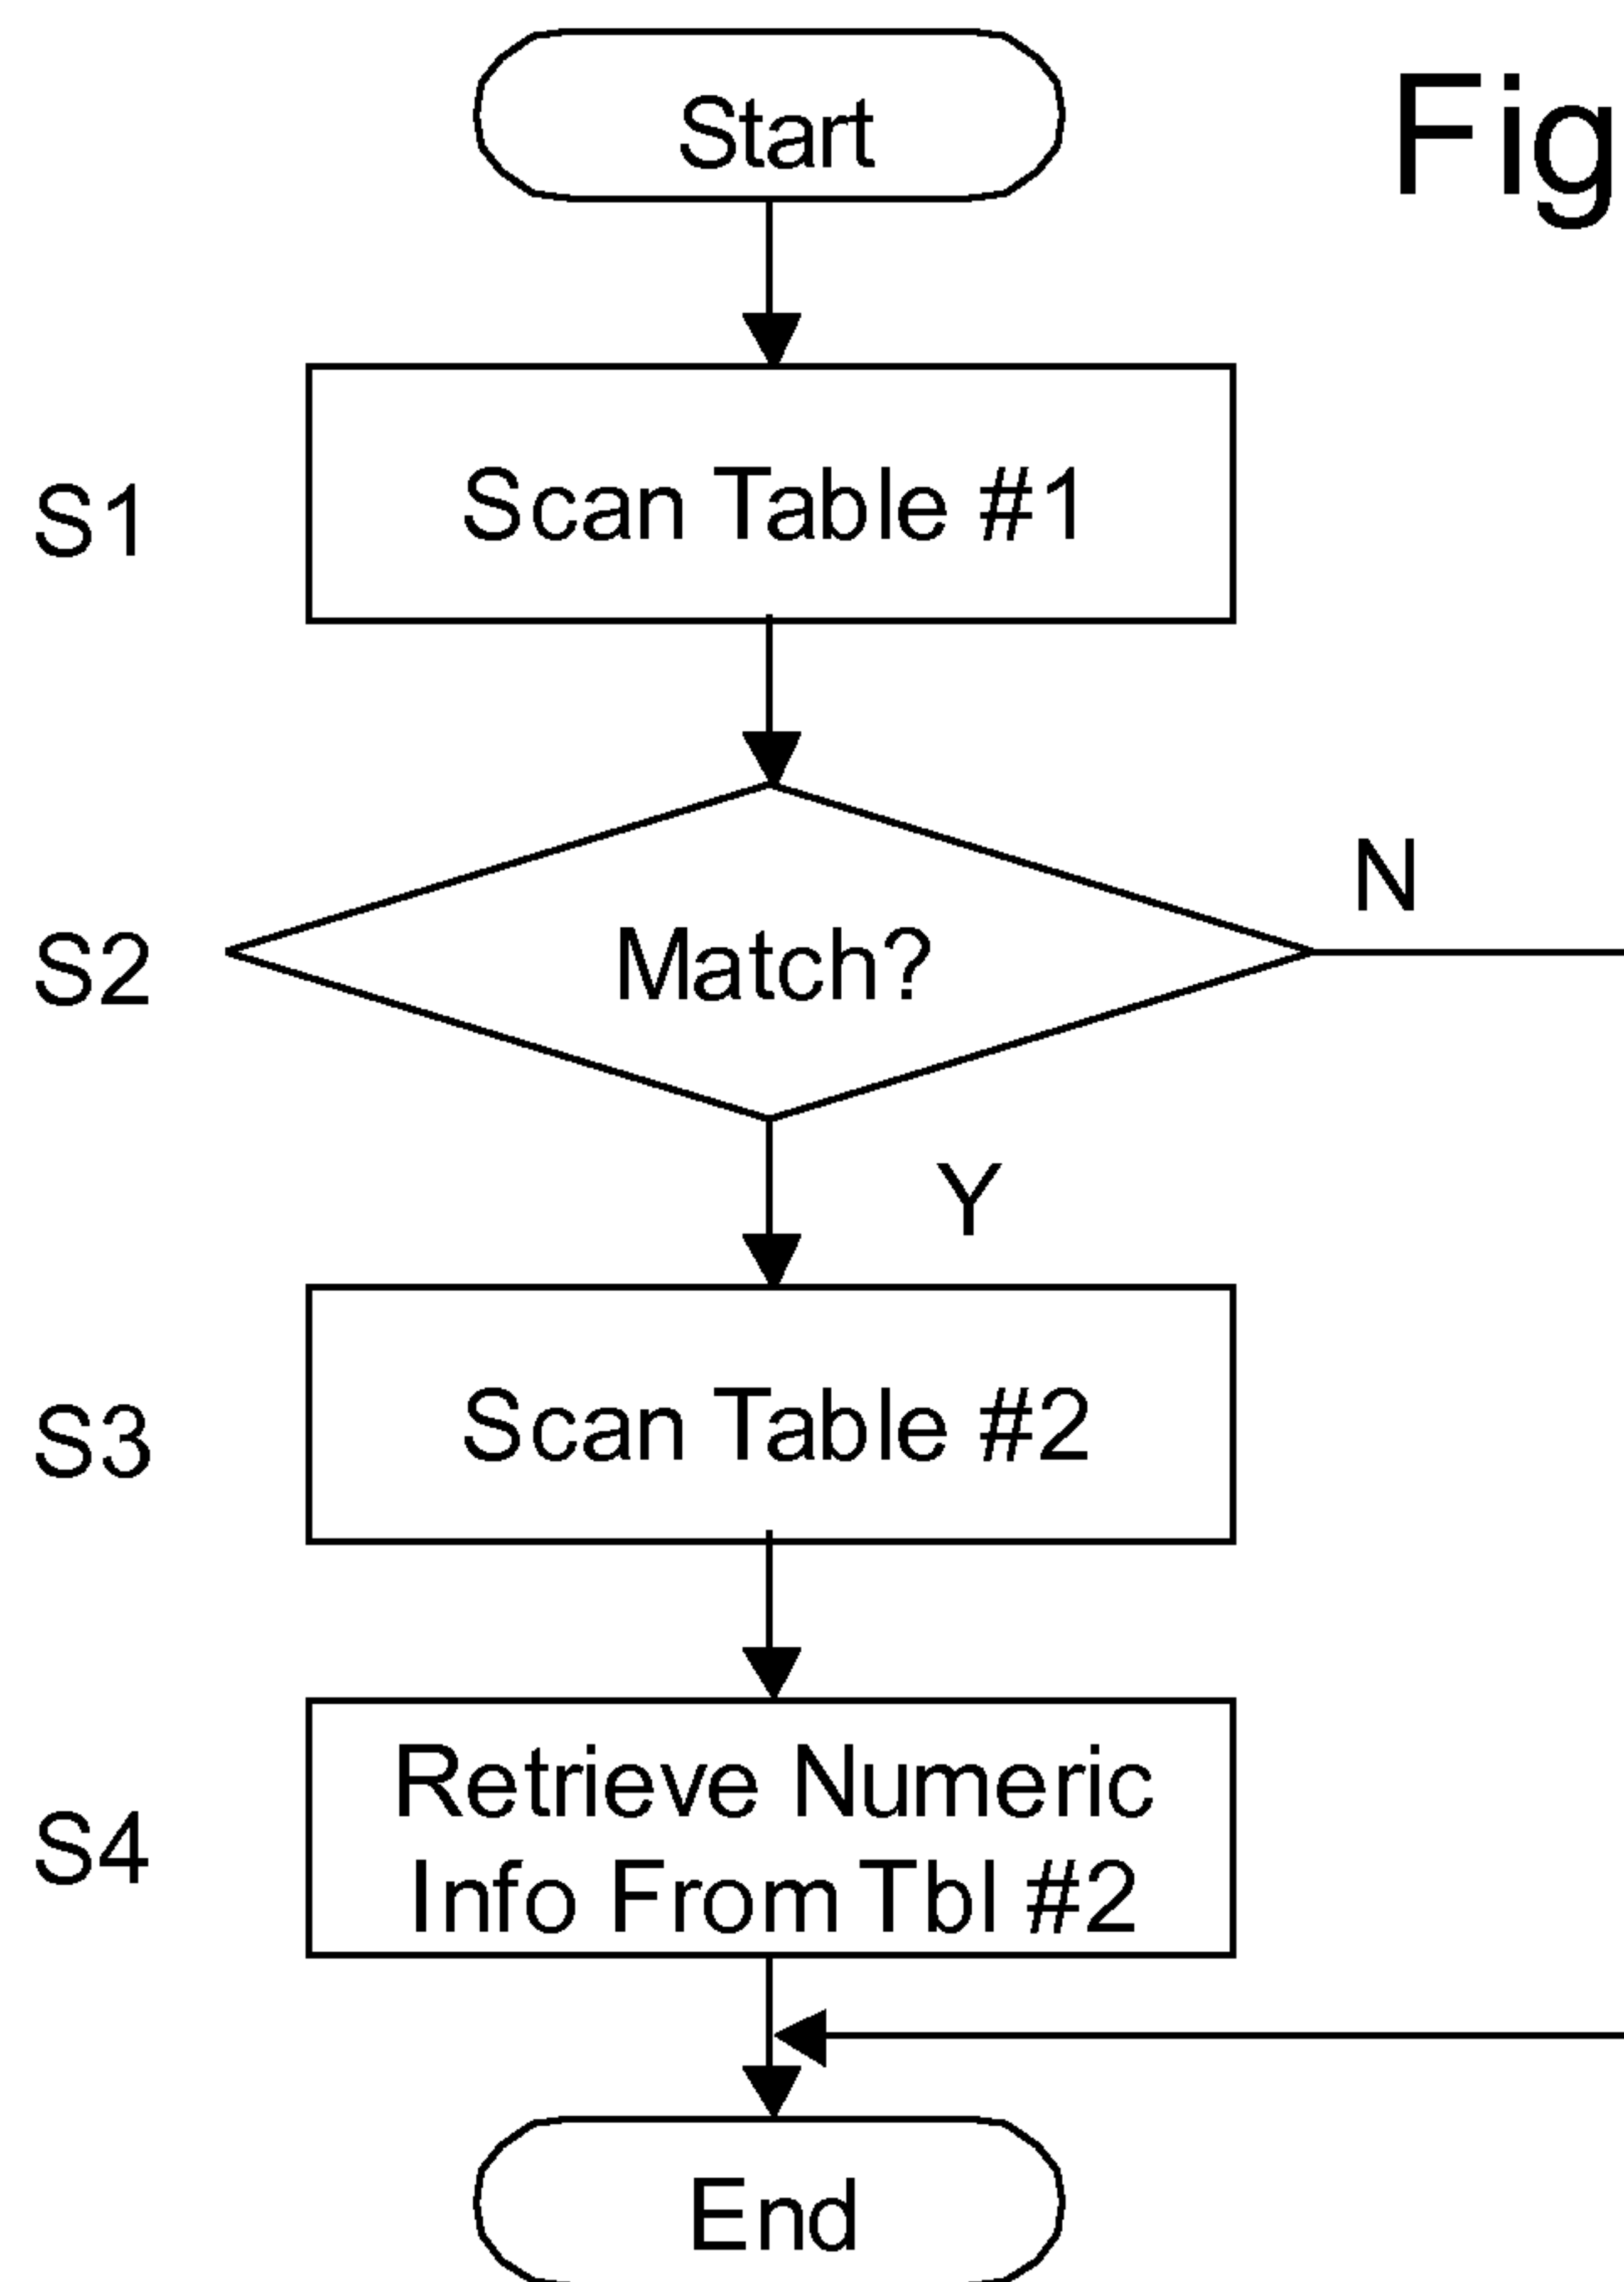 Start
Fig
S1
Scan Table #1
N
S2
Match?
Y
S3
Scan Table #2
S4
Retrieve Numeric
Info From Tbl #2
End